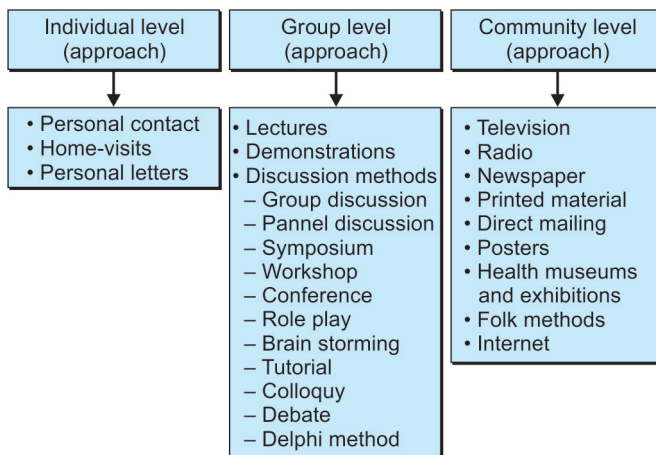 Individual level
(approach)
• Personal contact
• Home-visits
• Personal letters
Group level
(approach)
• Lectures
• Demonstrations
• Discussion methods
– Group discussion
– Pannel discussion
– Symposium
– Workshop
– Conference
– Role play
– Brain storming
– Tutorial
– Colloquy
– Debate
– Delphi method
Community level
(approach)
• Television
• Radio
• Newspaper
• Printed material
• Direct mailing
• Posters
• Health museums
and exhibitions
• Folk methods
• Internet